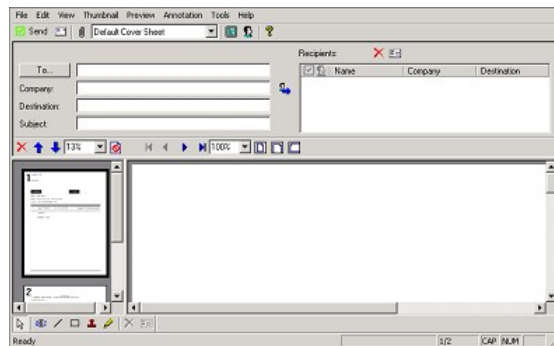 File Edit View Thumbnail Preview Annotation Tools Help
Send Default Cover Sheet
Recipients:
To... Name Company Destination
Company:
Destination:
Subject:
13% 100%
1
2
Ready 1/2 CAP NUM